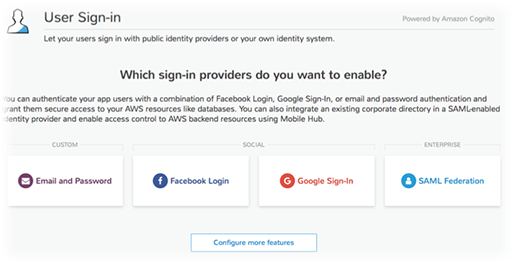 User Sign-in
Powered by Amazon Cognito
Let your users sign in with public identity providers or your own identity system.
Which sign-in providers do you want to enable?
You can authenticate your app users with a combination of Facebook Login, Google Sign-In, or email and password authentication and
grant them secure access to your AWS resources like databases. You can also integrate an existing corporate directory in a SAML-enabled
identity provider and enable access control to AWS backend resources using Mobile Hub.
CUSTOM
SOCIAL
ENTERPRISE
Email and Password
f Facebook Login
G Google Sign-In
SAML Federation
Configure more features